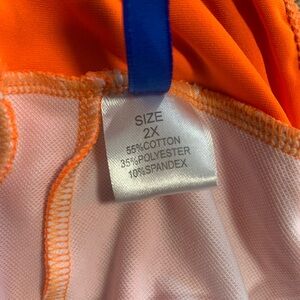 SIZE
2X
55%COTTON
35%POLYESTER
10%SPANDEX